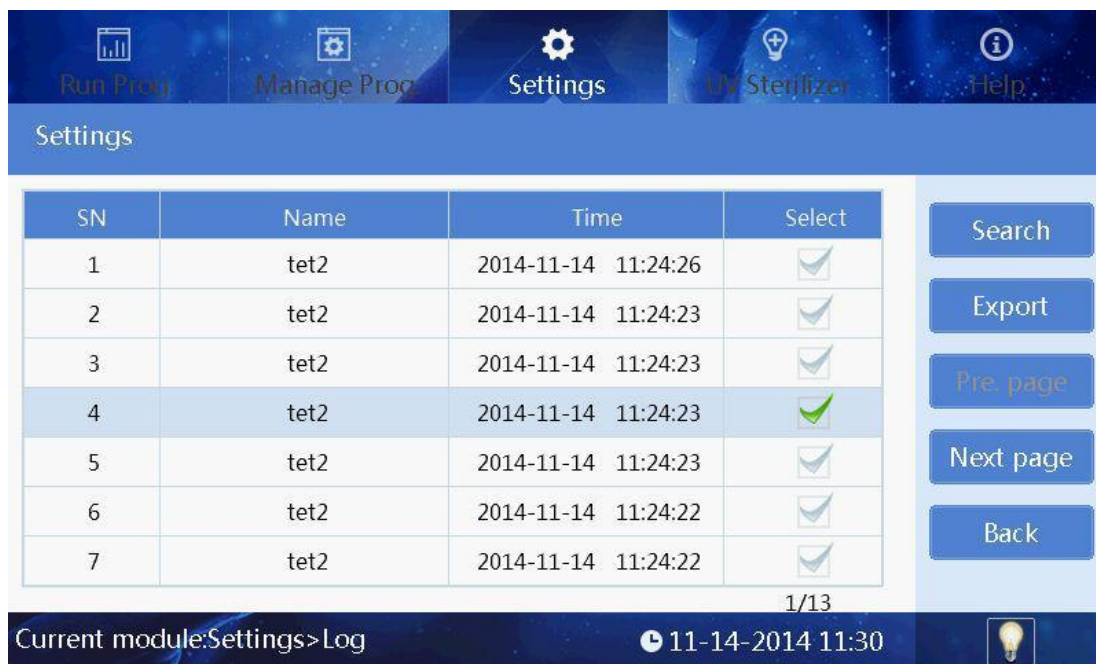 Run Prog. Manage Prog. Settings UV Sterilizer Help
Settings
SN Name Time Select
1 tet2 2014-11-14 11:24:26
2 tet2 2014-11-14 11:24:23
3 tet2 2014-11-14 11:24:23
4 tet2 2014-11-14 11:24:23
5 tet2 2014-11-14 11:24:23
6 tet2 2014-11-14 11:24:22
7 tet2 2014-11-14 11:24:22
1/13
Search
Export
Pre. page
Next page
Back
Current module:Settings>Log 11-14-2014 11:30